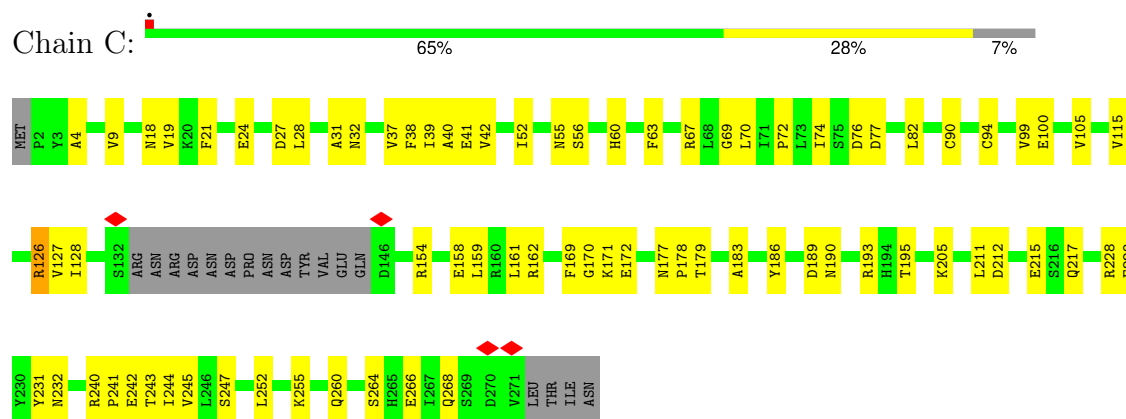 Chain C:
65% 28% 7%
MET P2 Y3 A4 V9 N18 V19 K20 F21 E24 D27 L28 A31 N32 V37 F38 I39 A40 E41 V42 I52 N55 S56 H60 F63 R67 L68 G69 L70 I71 P72 L73 I74 S75 D76 D77 L82 C90 C94 V99 E100 V105 V115
R126 V127 I128 S132 ARG ASN ARG ASP ASN ASP PRO ASN ASP TYR VAL GLU GLN D146 R154 E158 L159 R160 L161 R162 F169 G170 K171 E172 N177 P178 T179 A183 Y186 D189 N190 R193 H194 T195 K205 L211 D212 E215 S216 Q217 R228
Y230 Y231 N232 R240 P241 E242 T243 I244 V245 L246 S247 L252 K255 Q260 S264 H265 E266 I267 Q268 S269 D270 V271 LEU THR ILE ASN